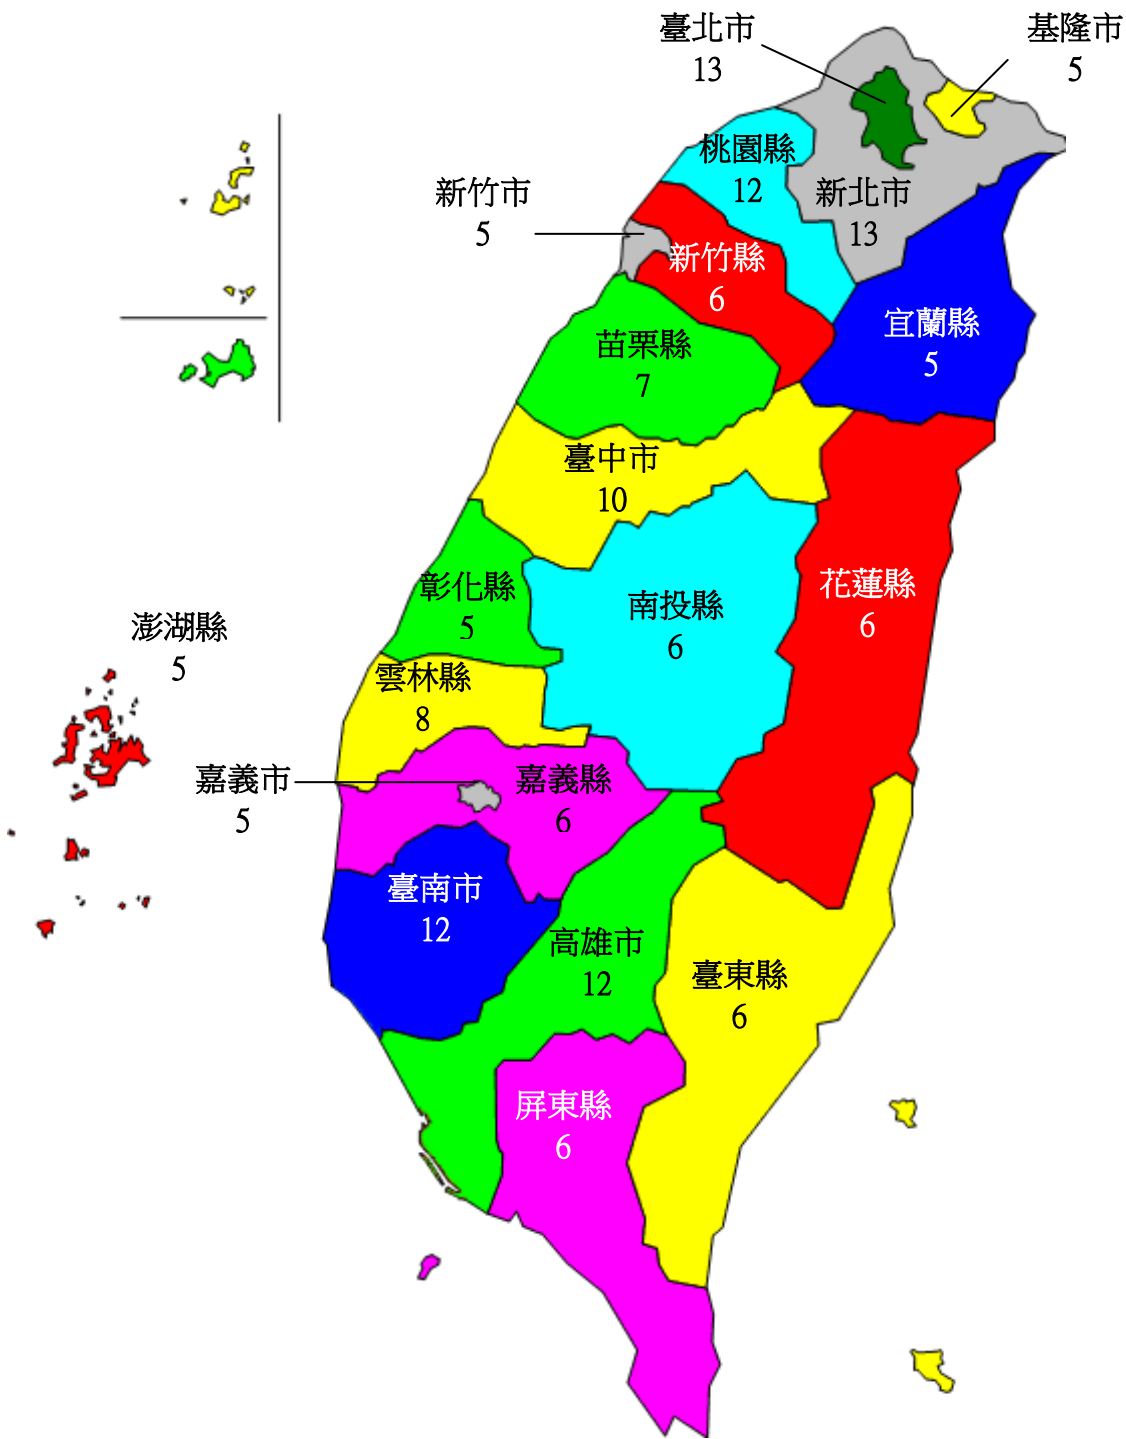 臺北市
13
基隆市
5
桃園縣
12
新北市
13
新竹市
5
新竹縣
6
宜蘭縣
5
苗栗縣
7
臺中市
10
彰化縣
5
南投縣
6
花蓮縣
6
澎湖縣
5
雲林縣
8
嘉義市
5
嘉義縣
6
臺南市
12
高雄市
12
臺東縣
6
屏東縣
6